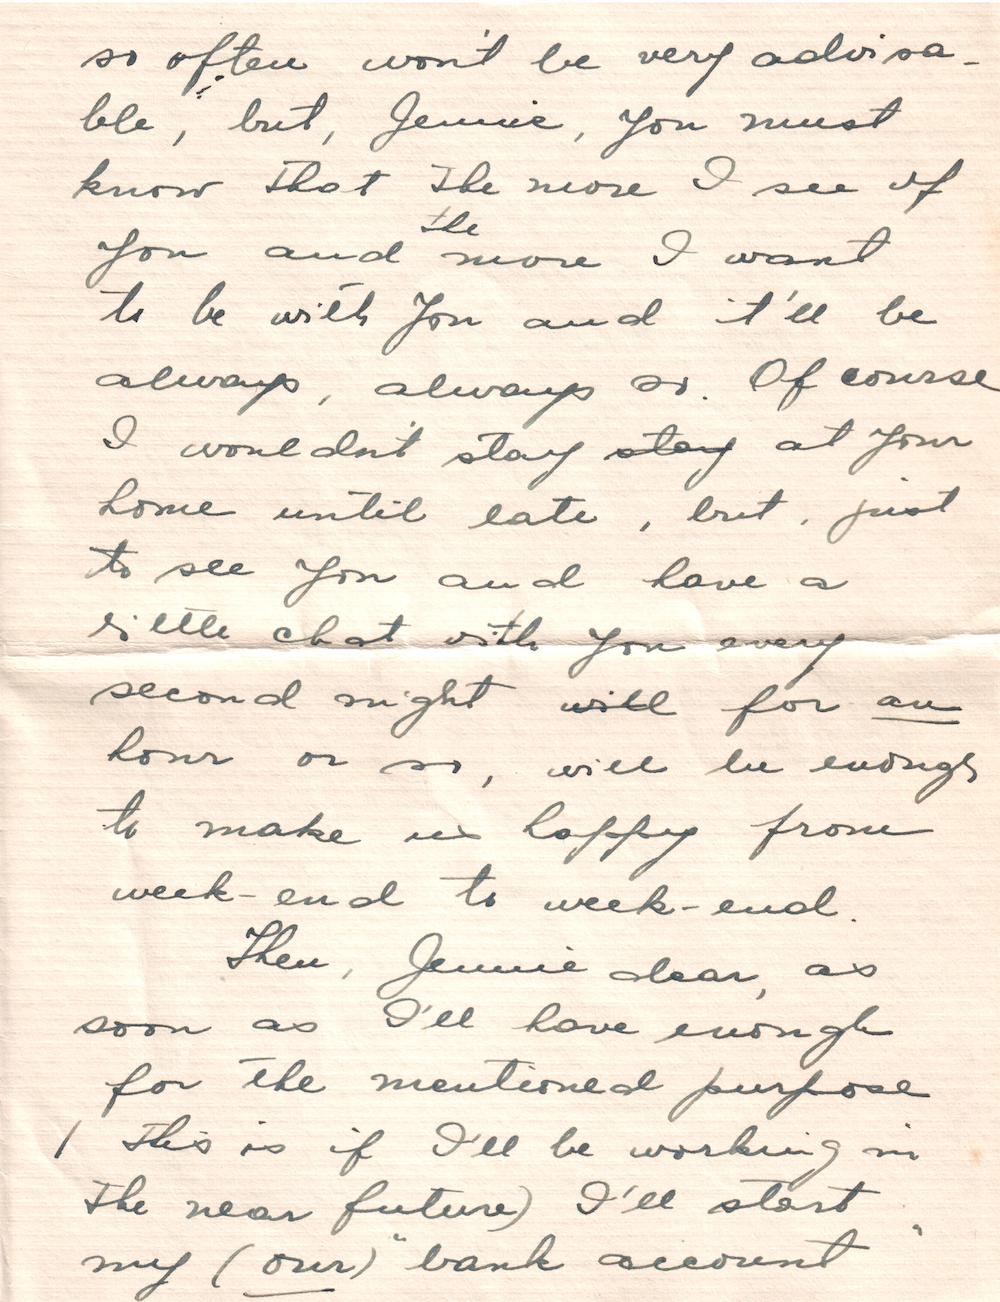 so often won't be very advisa-
ble, but, Jennie, you must
know that the more I see of
the
you and more I want
to be with you and it'll be
always, always so. Of course
I wouldn't stay stay at your
home until late, but, just
to see you and have a
little chat with you every
second night will for an
hour or so, will be enough
to make us happy from
week-end to week-end.
Then, Jennie dear, as
soon as I'll have enough
for the mentioned purpose
( this is if I'll be working in
the near future) I'll start
my (our) "bank account"